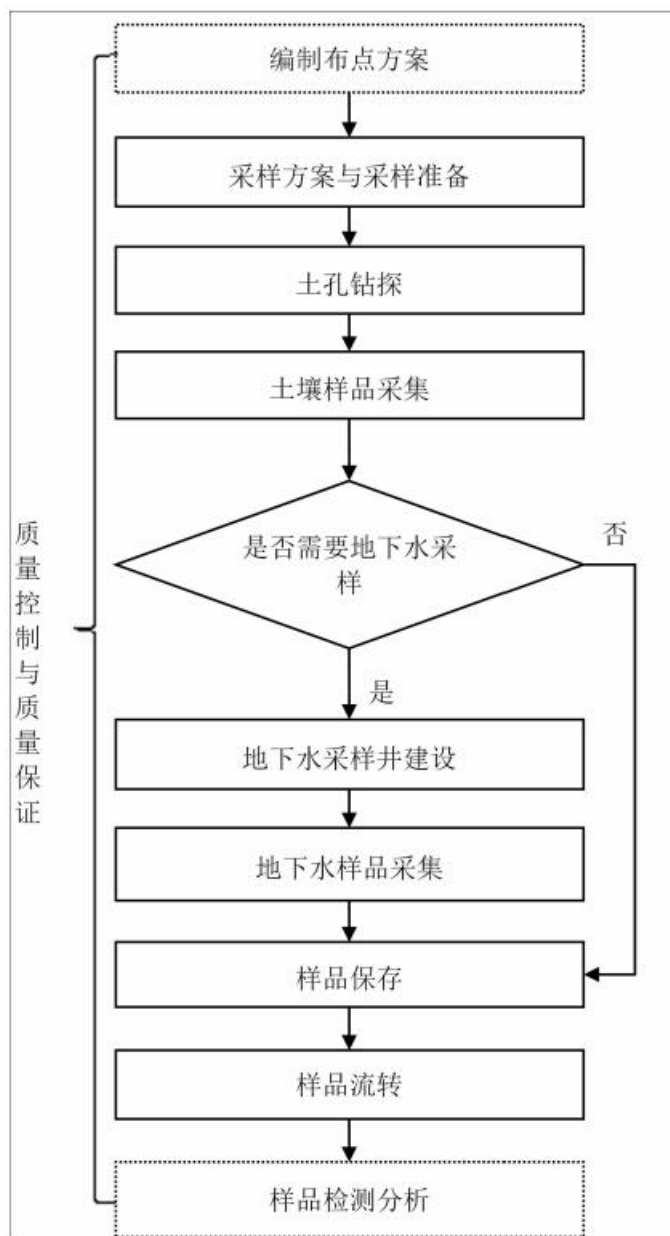 编制布点方案
采样方案与采样准备
土孔钻探
土壤样品采集
是否需要地下水采
样
否
是
地下水采样井建设
地下水样品采集
样品保存
样品流转
样品检测分析
质量控制与质量保证